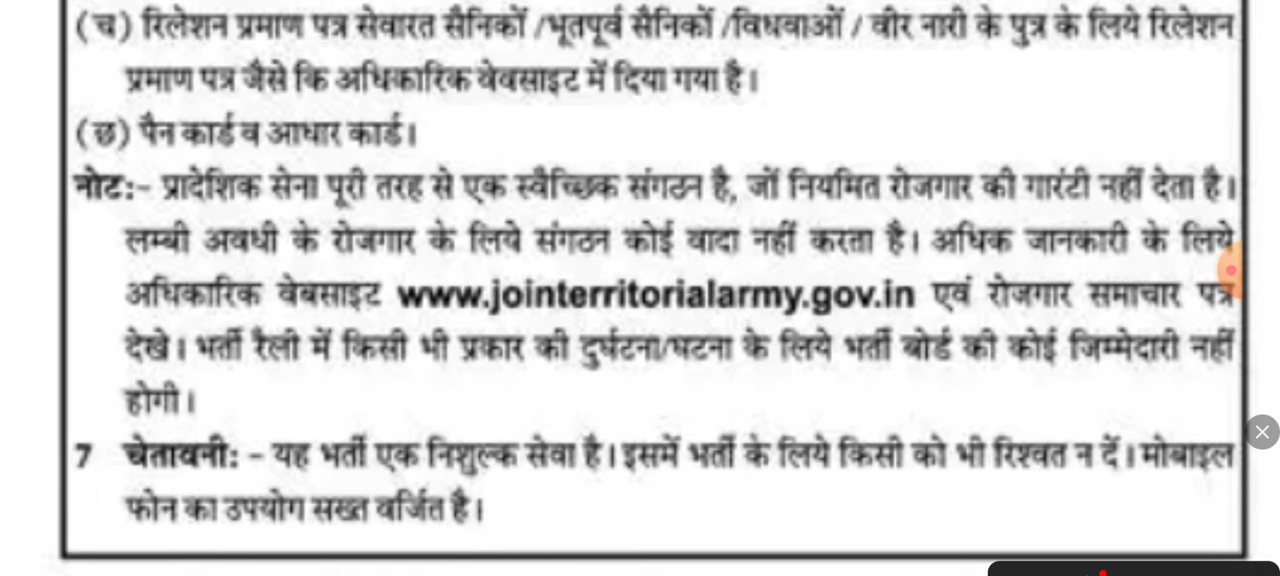 (च) रिलेशन प्रमाण पत्र सेवारत सैनिकों /भूतपूर्व सैनिकों /विधवाओं / वीर नारी के पुत्र के लिये रिलेशन
प्रमाण पत्र जैसे कि अधिकारिक वेवसाइट में दिया गया है।
(छ) पैन कार्ड व आधार कार्ड।
नोट:- प्रादेशिक सेना पूरी तरह से एक स्वैच्छिक संगठन है, जों नियमित रोजगार की गारंटी नहीं देता है।
लम्बी अवधी के रोजगार के लिये संगठन कोई वादा नहीं करता है। अधिक जानकारी के लिये
अधिकारिक वेबसाइट www.jointerritorialarmy.gov.in एवं रोजगार समाचार पत्र
देखे। भर्ती रैली में किसी भी प्रकार की दुर्घटना/घटना के लिये भर्ती बोर्ड की कोई जिम्मेदारी नहीं
होगी।
7 चेतावनी: - यह भर्ती एक निशुल्क सेवा है। इसमें भर्ती के लिये किसी को भी रिश्वत न दें। मोबाइल
फोन का उपयोग सख्त वर्जित है।